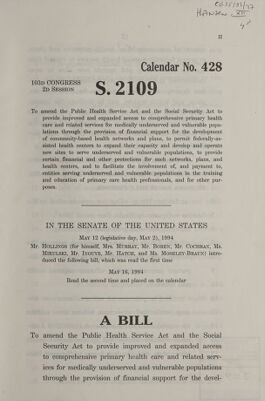 II
Calendar No. 428
103D CONGRESS
2D SESSION
S. 2109
To amend the Public Health Service Act and the Social Security Act to
provide improved and expanded access to comprehensive primary health
care and related services for medically underserved and vulnerable popu-
lations through the provision of financial support for the development
of community-based health networks and plans, to permit federally-as-
sisted health centers to expand their capacity and develop and operate
new sites to serve underserved and vulnerable populations, to provide
certain financial and other protections for such networks, plans, and
health centers, and to facilitate the involvement of, and payment to,
entities serving underserved and vulnerable populations in the training
and education of primary care health professionals, and for other pur-
poses.
IN THE SENATE OF THE UNITED STATES
MAY 12 (legislative day, MAY 2), 1994
Mr. HOLLINGS (for himself, Mrs. MURRAY, Mr. BOREN, Mr. COCHRAN, Ms.
MIKULSKI, Mr. INOUYE, Mr. HATCH, and Ms. MOSELEY-BRAUN) intro-
duced the following bill; which was read the first time
MAY 16, 1994
Read the second time and placed on the calendar
A BILL
To amend the Public Health Service Act and the Social
Security Act to provide improved and expanded access
to comprehensive primary health care and related serv-
ices for medically underserved and vulnerable populations
through the provision of financial support for the devel-